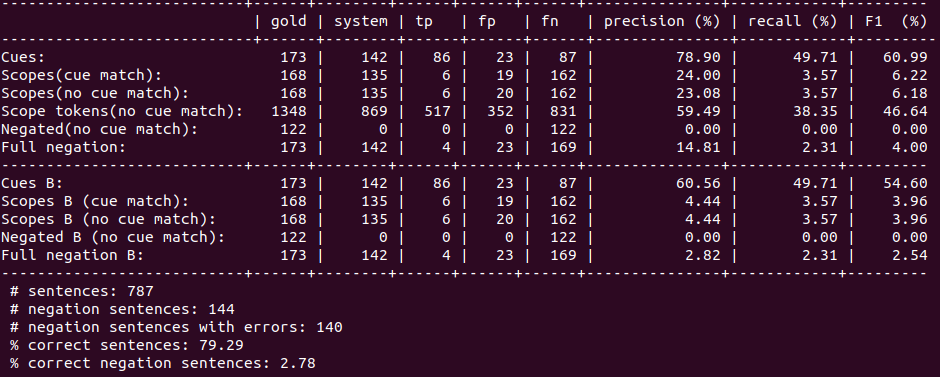 ---------------------------+------+--------+------+------+------+---------------+------------+---------
| gold | system | tp | fp | fn | precision (%) | recall (%) | F1 (%)
---------------------------+------+--------+------+------+------+---------------+------------+---------
Cues: 173 | 142 | 86 | 23 | 87 | 78.90 | 49.71 | 60.99
Scopes(cue match): 168 | 135 | 6 | 19 | 162 | 24.00 | 3.57 | 6.22
Scopes(no cue match): 168 | 135 | 6 | 20 | 162 | 23.08 | 3.57 | 6.18
Scope tokens(no cue match): 1348 | 869 | 517 | 352 | 831 | 59.49 | 38.35 | 46.64
Negated(no cue match): 122 | 0 | 0 | 0 | 122 | 0.00 | 0.00 | 0.00
Full negation: 173 | 142 | 4 | 23 | 169 | 14.81 | 2.31 | 4.00
---------------------------+------+--------+------+------+------+---------------+------------+---------
Cues B: 173 | 142 | 86 | 23 | 87 | 60.56 | 49.71 | 54.60
Scopes B (cue match): 168 | 135 | 6 | 19 | 162 | 4.44 | 3.57 | 3.96
Scopes B (no cue match): 168 | 135 | 6 | 20 | 162 | 4.44 | 3.57 | 3.96
Negated B (no cue match): 122 | 0 | 0 | 0 | 122 | 0.00 | 0.00 | 0.00
Full negation B: 173 | 142 | 4 | 23 | 169 | 2.82 | 2.31 | 2.54
---------------------------+------+--------+------+------+------+---------------+------------+---------
# sentences: 787
# negation sentences: 144
# negation sentences with errors: 140
% correct sentences: 79.29
% correct negation sentences: 2.78